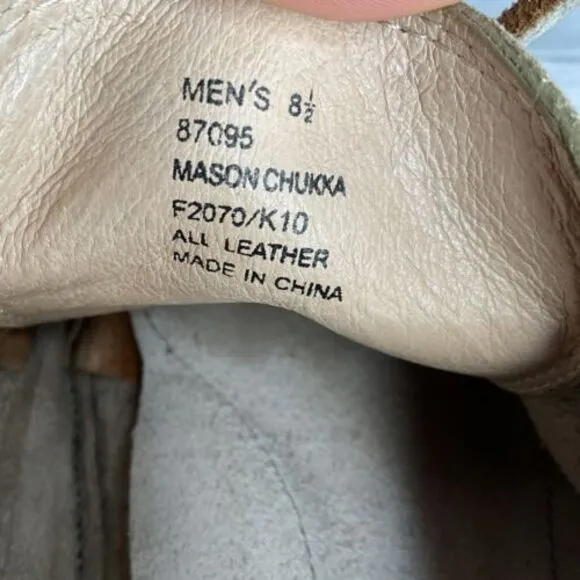 MEN'S 8½
87095
MASON CHUKKA
F2070/K10
ALL LEATHER
MADE IN CHINA